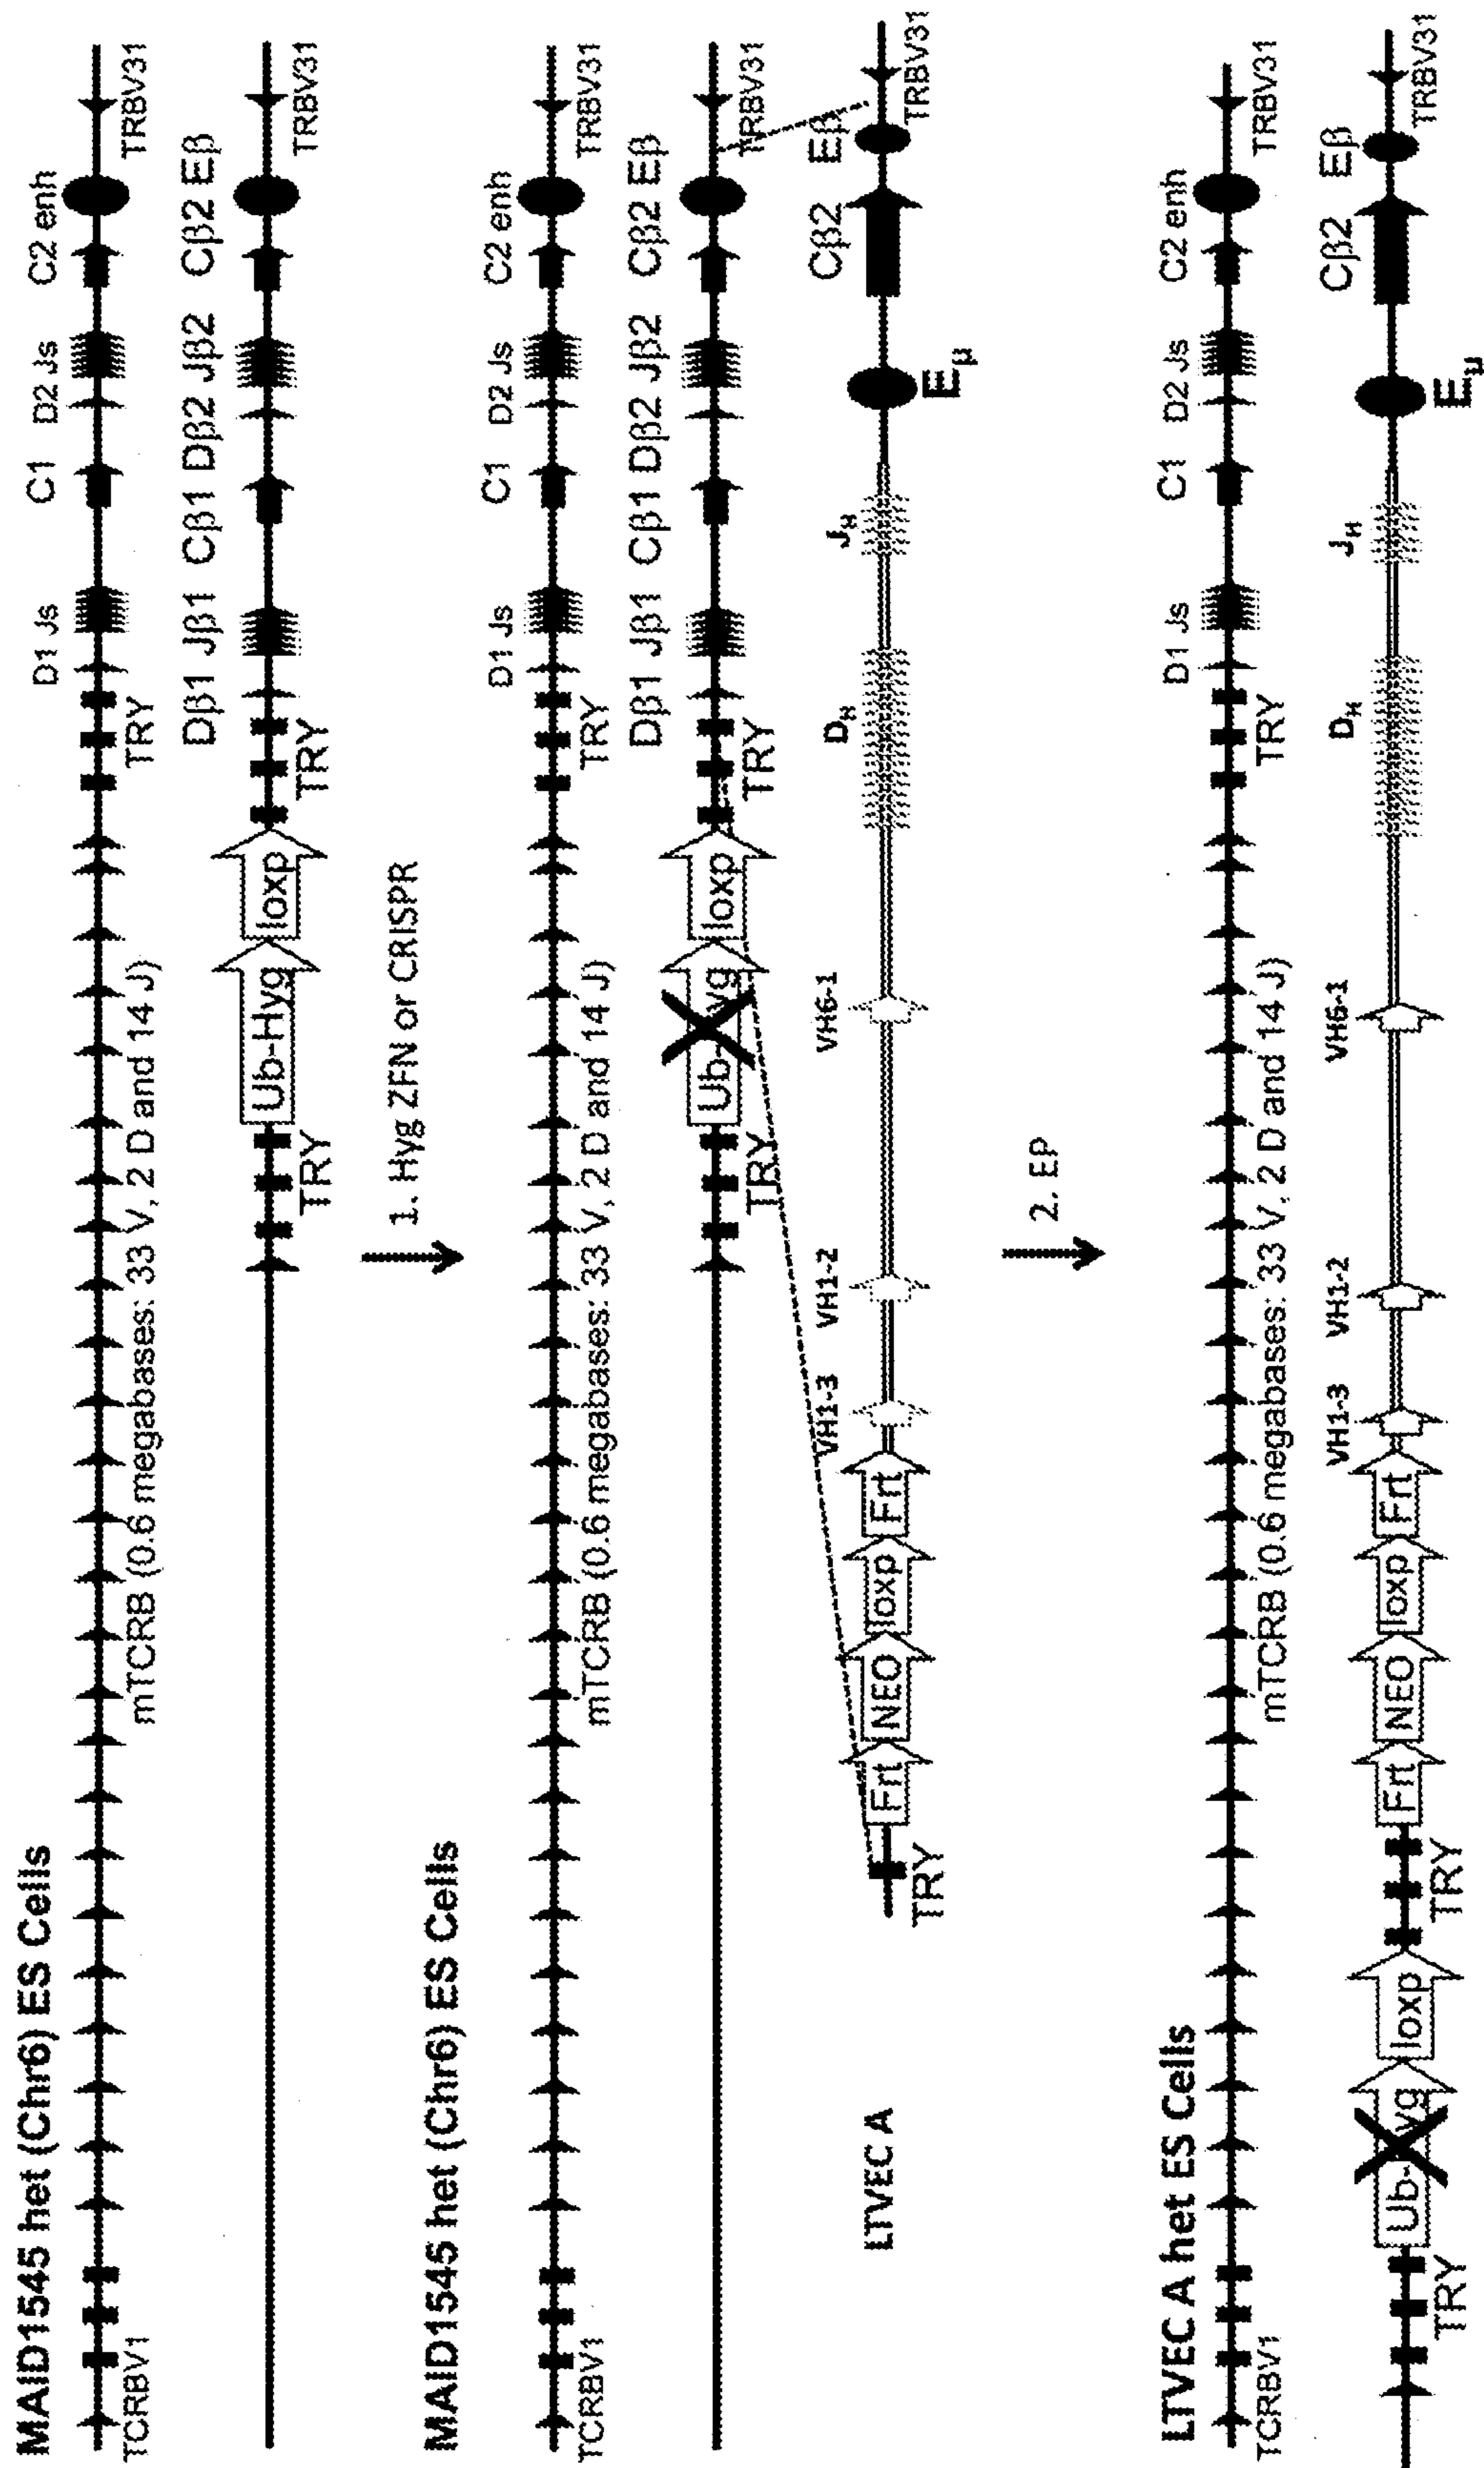 MAID1545 het (Chr6) ES Cells
D1 Js C1 D2 Js C2 enh
TCRBV1 TRY TRBV31
mTCRB (0.6 megabases: 33 V, 2 D and 14 J)
Dβ1 Jβ1 Cβ1 Dβ2 Jβ2 Cβ2 Eβ
Ub-Hyg loxp
TRY TRY TRBV31
1. Hyg ZFN or CRISPR
MAID1545 het (Chr6) ES Cells
D1 Js C1 D2 Js C2 enh
TCRBV1 TRY TRBV31
mTCRB (0.6 megabases: 33 V, 2 D and 14 J)
Dβ1 Jβ1 Cβ1 Dβ2 Jβ2 Cβ2 Eβ
loxp
TRY TRY TRBV31
VH1-3 VH1-2 VH6-1 DH JH Cβ2 Eβ
LTVEC A
Frt NEO loxp Frt
TRY Eμ TRBV31
2. EP
LTVEC A het ES Cells
D1 Js C1 D2 Js C2 enh
TCRBV1 TRY TRBV31
mTCRB (0.6 megabases: 33 V, 2 D and 14 J)
VH1-3 VH1-2 VH6-1 DH JH Cβ2 Eβ
loxp Frt NEO loxp Frt
TRY TRY Eμ TRBV31